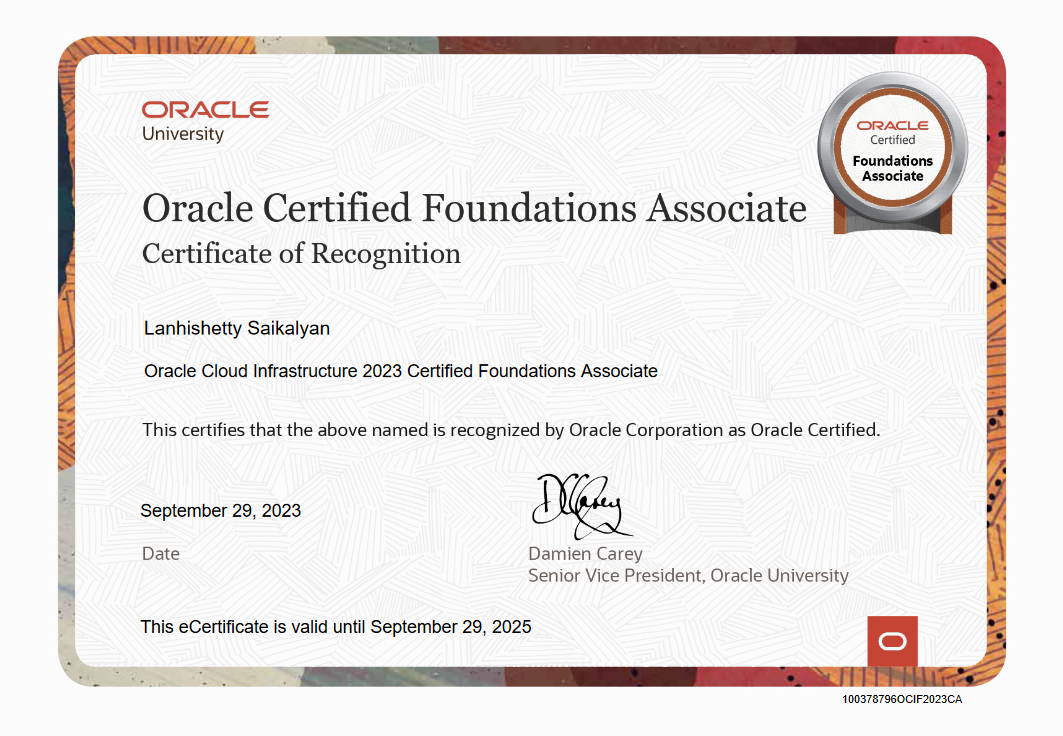 ORACLE
University
ORACLE
Certified
Foundations
Associate
Oracle Certified Foundations Associate
Certificate of Recognition
Lanhishetty Saikalyan
Oracle Cloud Infrastructure 2023 Certified Foundations Associate
This certifies that the above named is recognized by Oracle Corporation as Oracle Certified.
DCarey
September 29, 2023
Date
Damien Carey
Senior Vice President, Oracle University
This eCertificate is valid until September 29, 2025
100378796OCIF2023CA